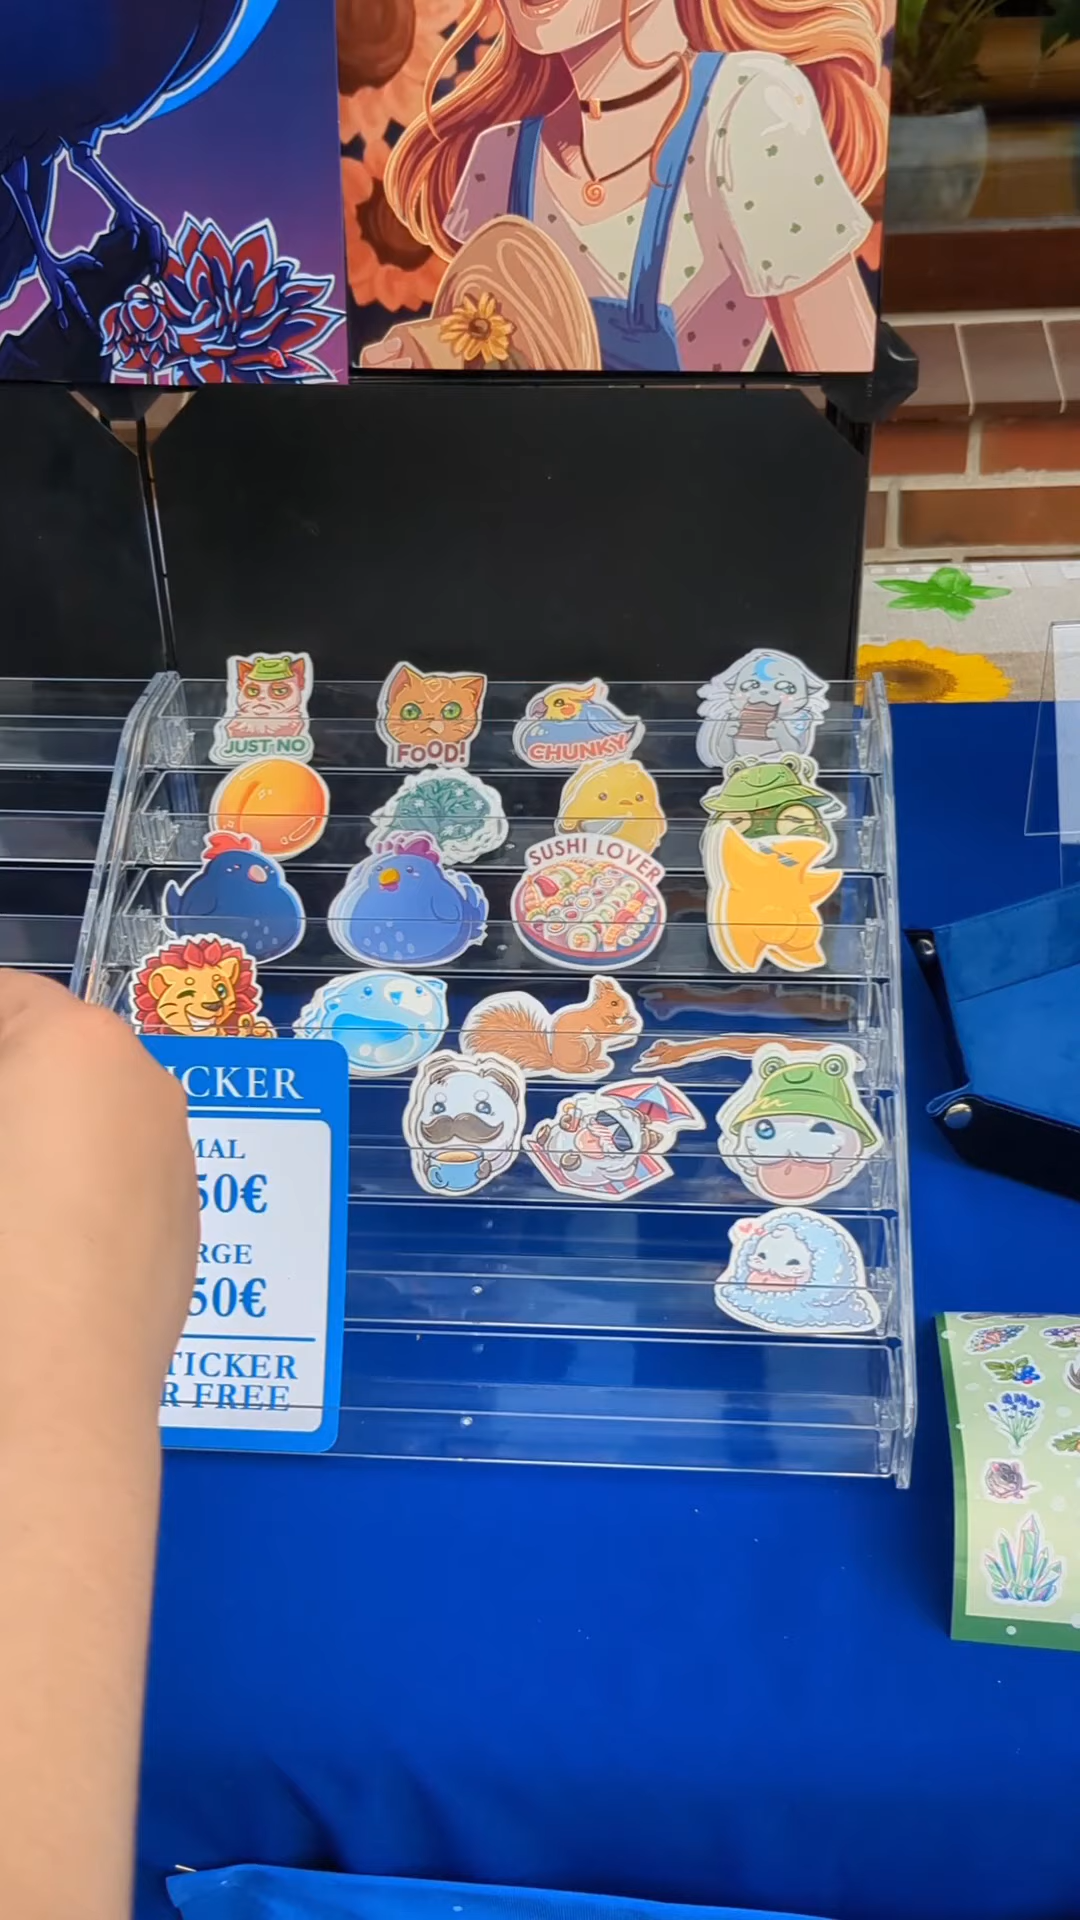 JUST NO
FOOD!
CHUNKY
SUSHI LOVER
ICKER
MAL
50€
RGE
50€
TICKER
R FREE